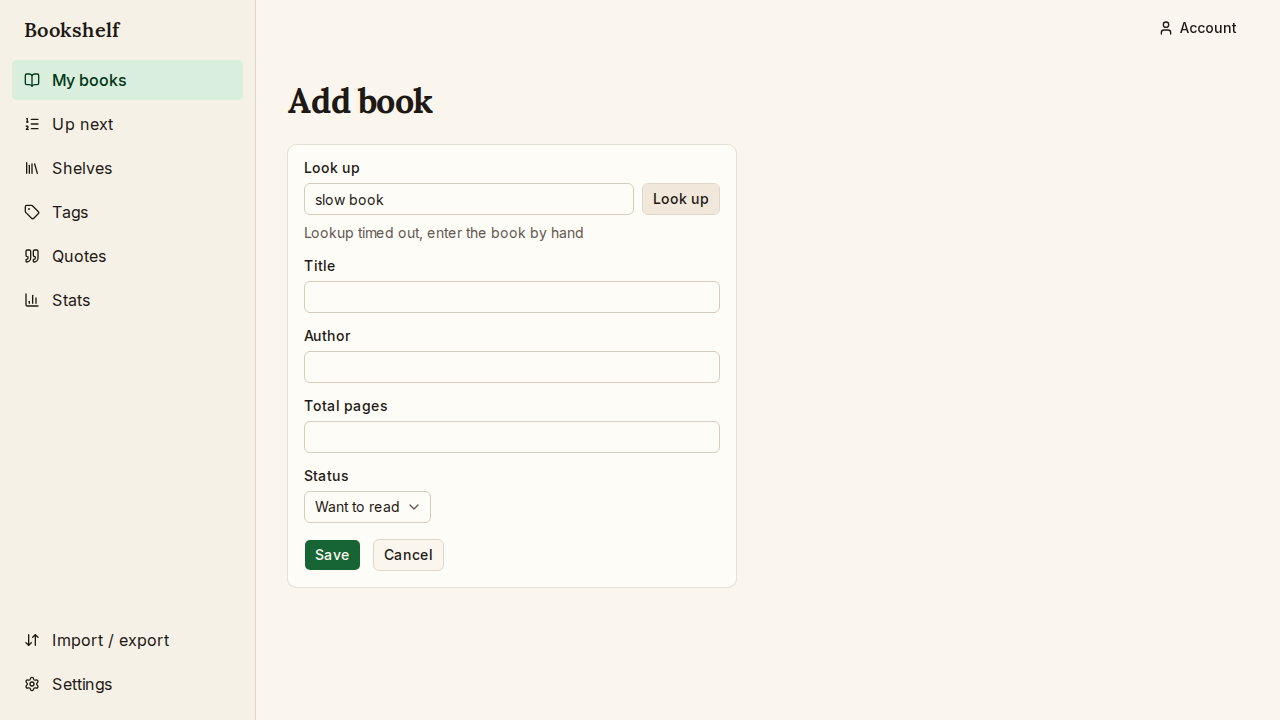 Bookshelf
My books
Up next
Shelves
Tags
Quotes
Stats
Import / export
Settings
Account
Add book
Look up
slow book
Look up
Lookup timed out, enter the book by hand
Title
Author
Total pages
Status
Want to read
Save
Cancel